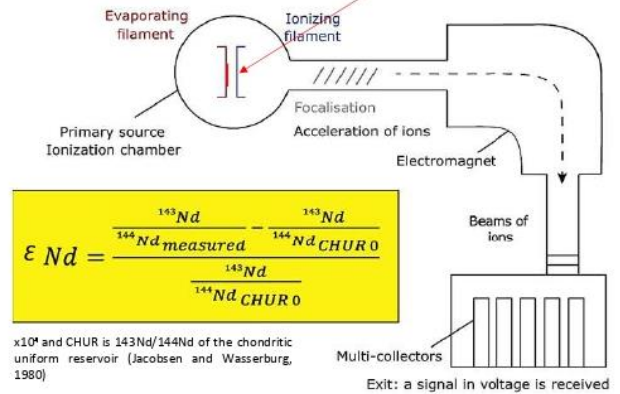 Evaporating
filament
Ionizing
filament
Focalisation
Acceleration of ions
Primary source
Ionization chamber
Electromagnet
ε Nd = (¹⁴³Nd/¹⁴⁴Nd measured − ¹⁴³Nd/¹⁴⁴Nd CHUR 0) / (¹⁴³Nd/¹⁴⁴Nd CHUR 0)
Beams of
ions
x10⁴ and CHUR is 143Nd/144Nd of the chondritic
uniform reservoir (Jacobsen and Wasserburg,
1980)
Multi-collectors
Exit: a signal in voltage is received